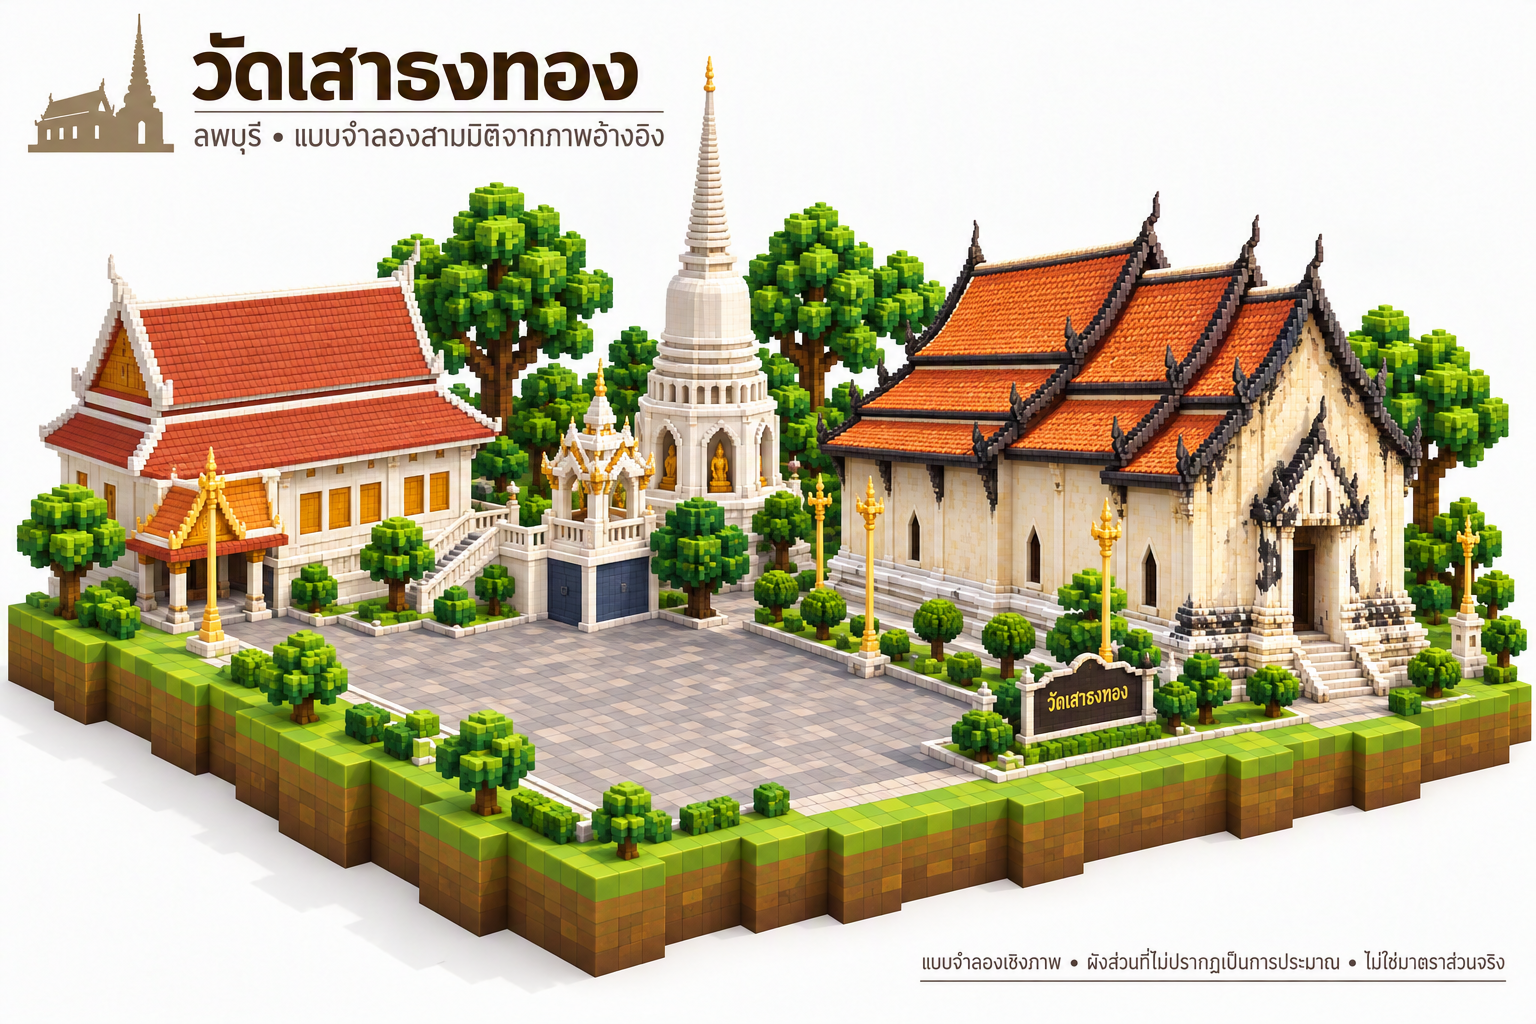 วัดเสาธงทอง
ลพบุรี • แบบจำลองสามมิติจากภาพอ้างอิง
วัดเสาธงทอง
แบบจำลองเชิงภาพ • ผังส่วนที่ไม่ปรากฏเป็นการประมาณ • ไม่ใช่มาตราส่วนจริง